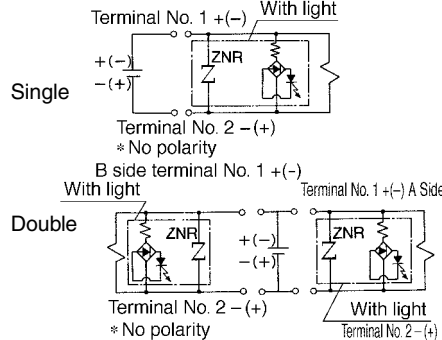 Terminal No. 1 +(−)
With light
ZNR
+(−)
−(+)
Single
Terminal No. 2 −(+)
* No polarity
B side terminal No. 1 +(−)
With light
Terminal No. 1 +(−) A Side
Double
ZNR
+(−)
−(+)
ZNR
Terminal No. 2 −(+)
* No polarity
With light
Terminal No. 2 −(+)